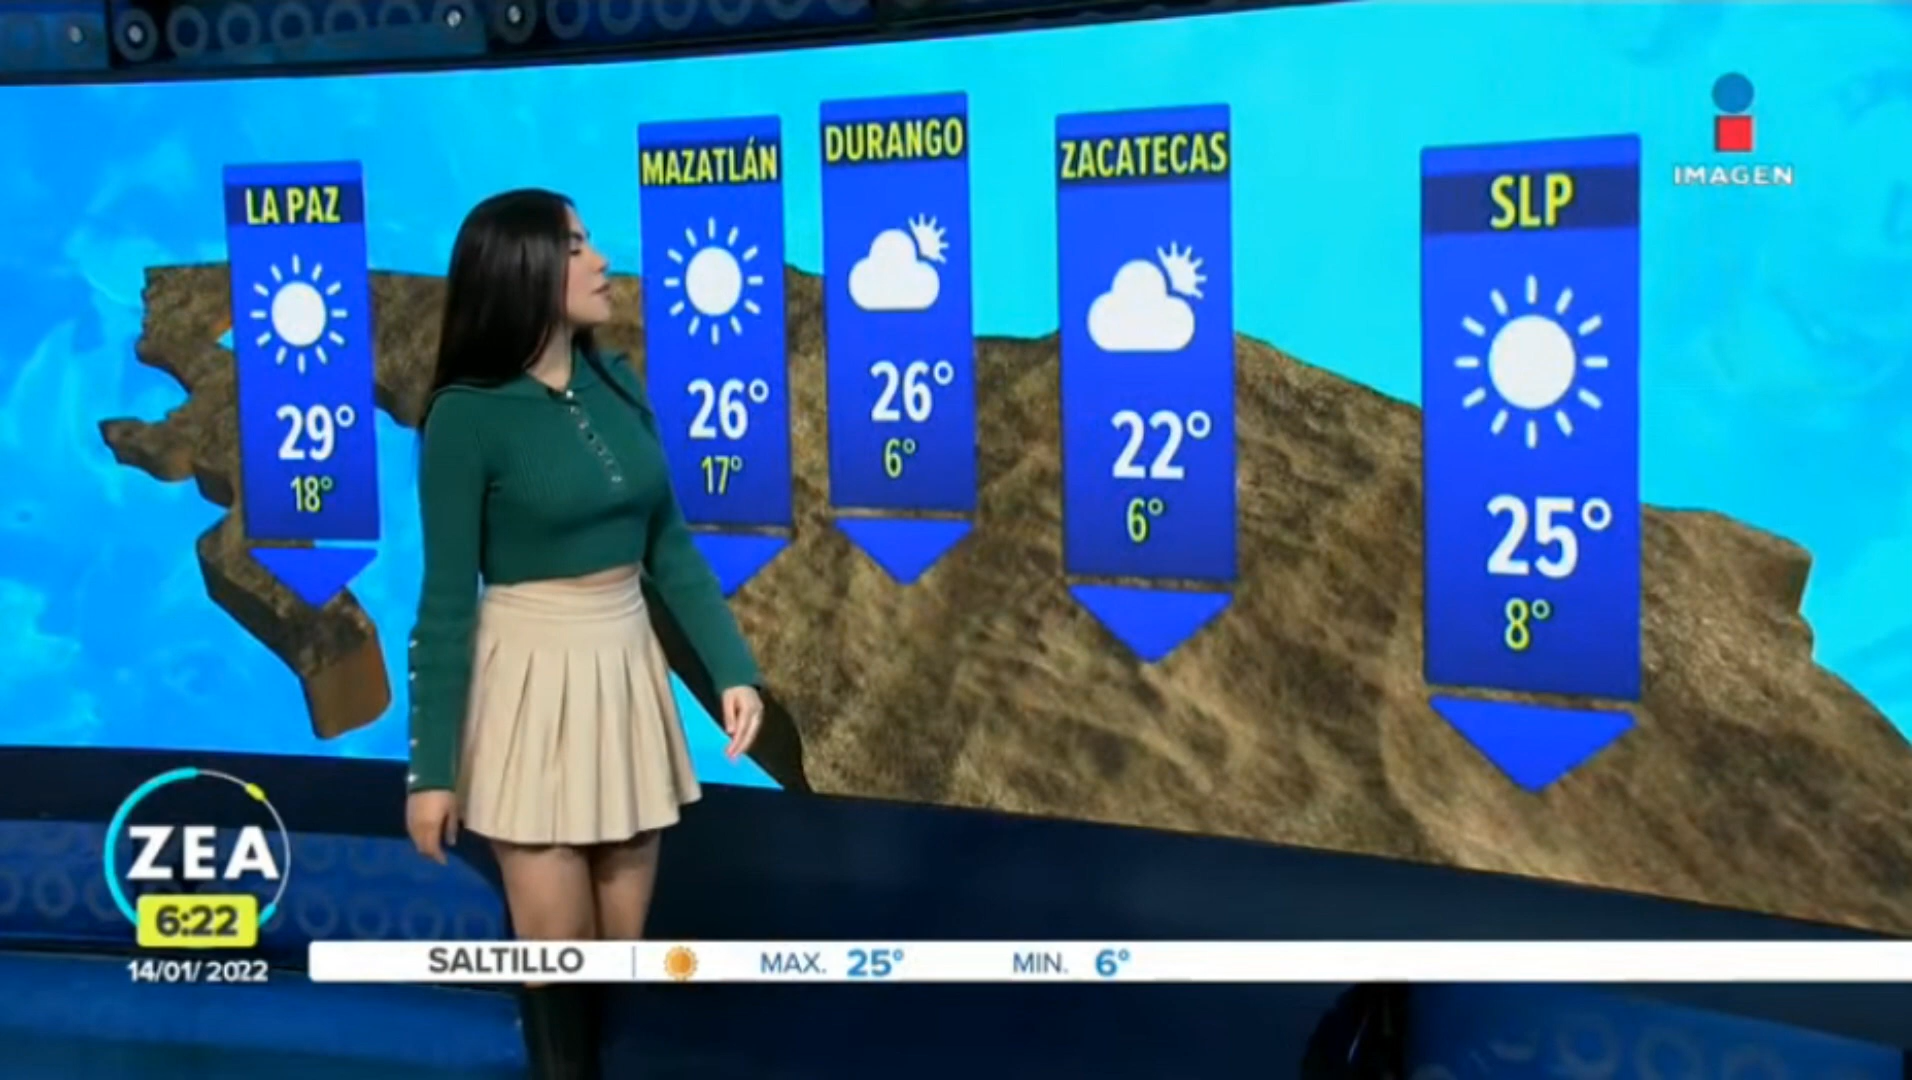 LA PAZ
29°
18°
MAZATLÁN
26°
17°
DURANGO
26°
6°
ZACATECAS
22°
6°
SLP
25°
8°
IMAGEN
ZEA
6:22
14/01/2022
SALTILLO MAX. 25° MIN. 6°